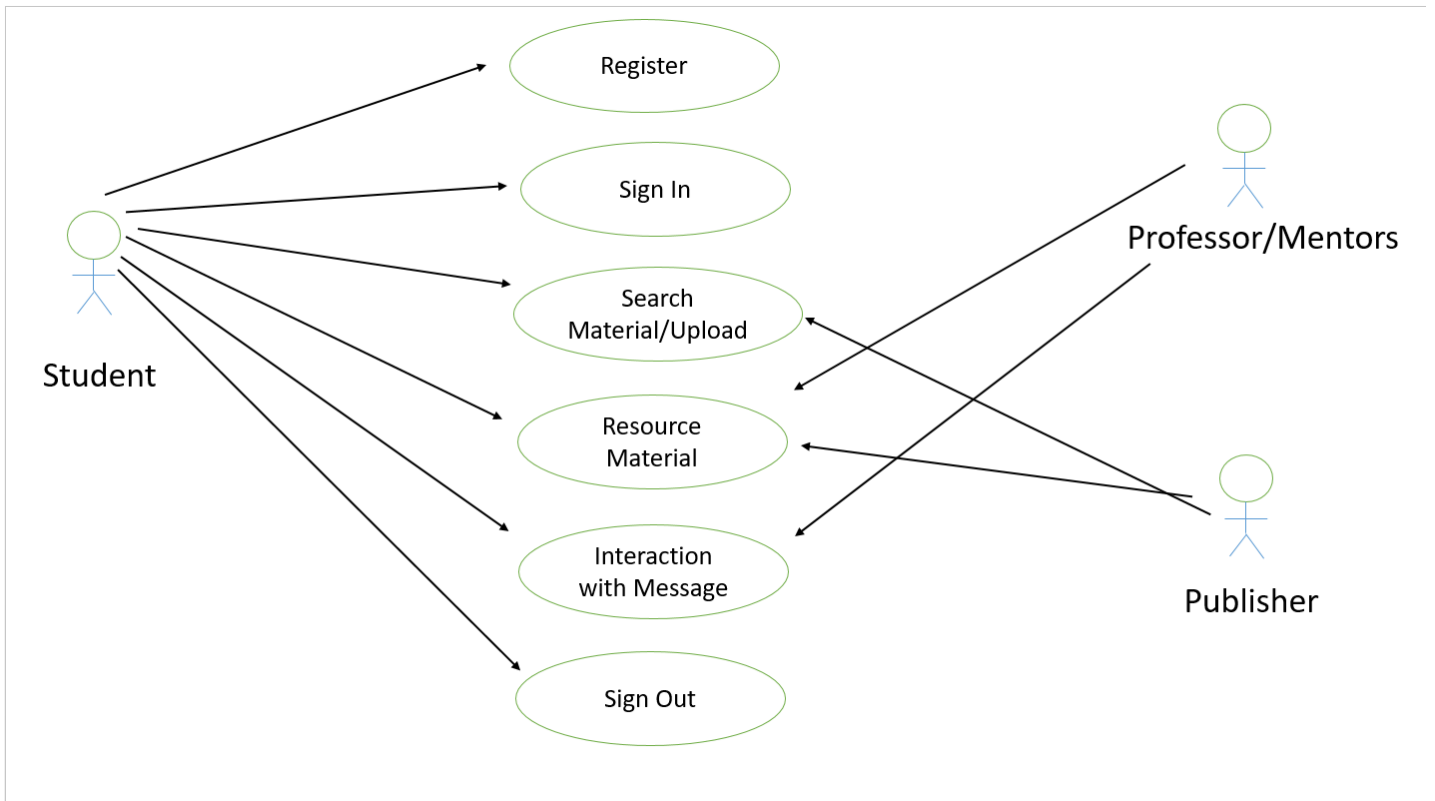 Register
Sign In
Search
Material/Upload
Resource
Material
Interaction
with Message
Sign Out
Student
Professor/Mentors
Publisher